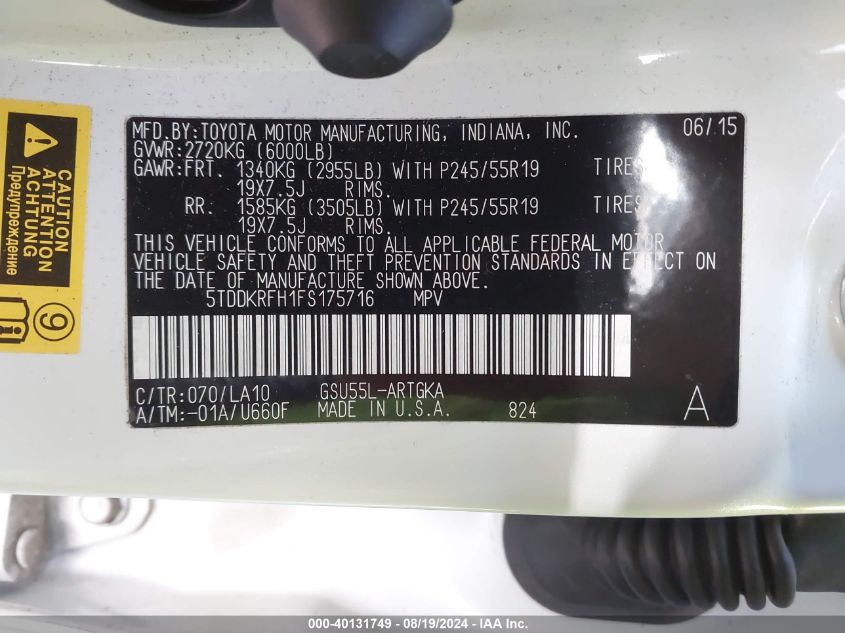 MFD.BY:TOYOTA MOTOR MANUFACTURING, INDIANA, INC. 06/15
GVWR:2720KG (6000LB)
GAWR:FRT. 1340KG (2955LB) WITH P245/55R19 TIRES
19X7.5J RIMS.
RR. 1585KG (3505LB) WITH P245/55R19 TIRES
19X7.5J RIMS.
THIS VEHICLE CONFORMS TO ALL APPLICABLE FEDERAL MOTOR
VEHICLE SAFETY AND THEFT PREVENTION STANDARDS IN EFFECT ON
THE DATE OF MANUFACTURE SHOWN ABOVE.
5TDDKRFH1FS175716 MPV
C/TR:070/LA10 GSU55L-ARTGKA
A/TM:-01A/U660F MADE IN U.S.A. 824 A
CAUTION
ATTENTION
ACHTUNG
Предупреждение
9
000-40131749 - 08/19/2024 - IAA Inc.